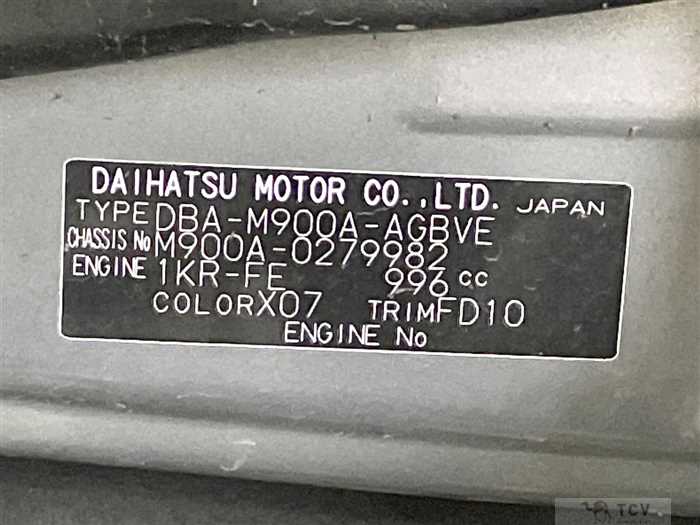 DAIHATSU MOTOR CO.,LTD. JAPAN
TYPE DBA-M900A-AGBVE
CHASSIS No M900A-0279982
ENGINE 1KR-FE 996 cc
COLOR X07 TRIM FD10
ENGINE No
TCV